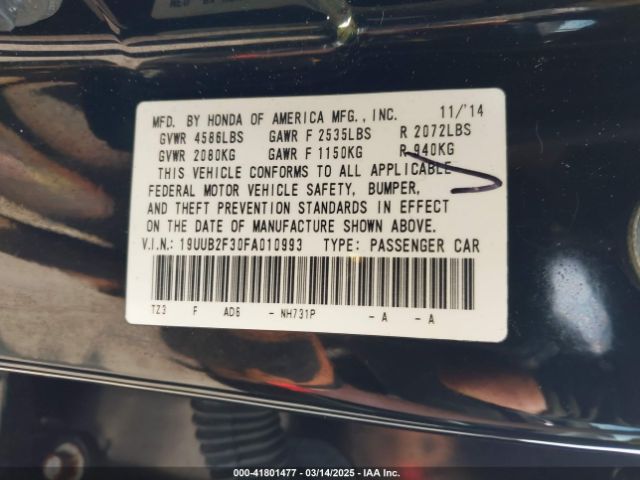 MFD. BY HONDA OF AMERICA MFG., INC. 11/'14
GVWR 4586LBS GAWR F 2535LBS R 2072LBS
GVWR 2080KG GAWR F 1150KG R 940KG
THIS VEHICLE CONFORMS TO ALL APPLICABLE
FEDERAL MOTOR VEHICLE SAFETY, BUMPER,
AND THEFT PREVENTION STANDARDS IN EFFECT
ON THE DATE OF MANUFACTURE SHOWN ABOVE.
V.I.N.: 19UUB2F30FA010993 TYPE: PASSENGER CAR
TZ3 F AD6 - NH731P - A - A
000-41801477 - 03/14/2025 - IAA Inc.